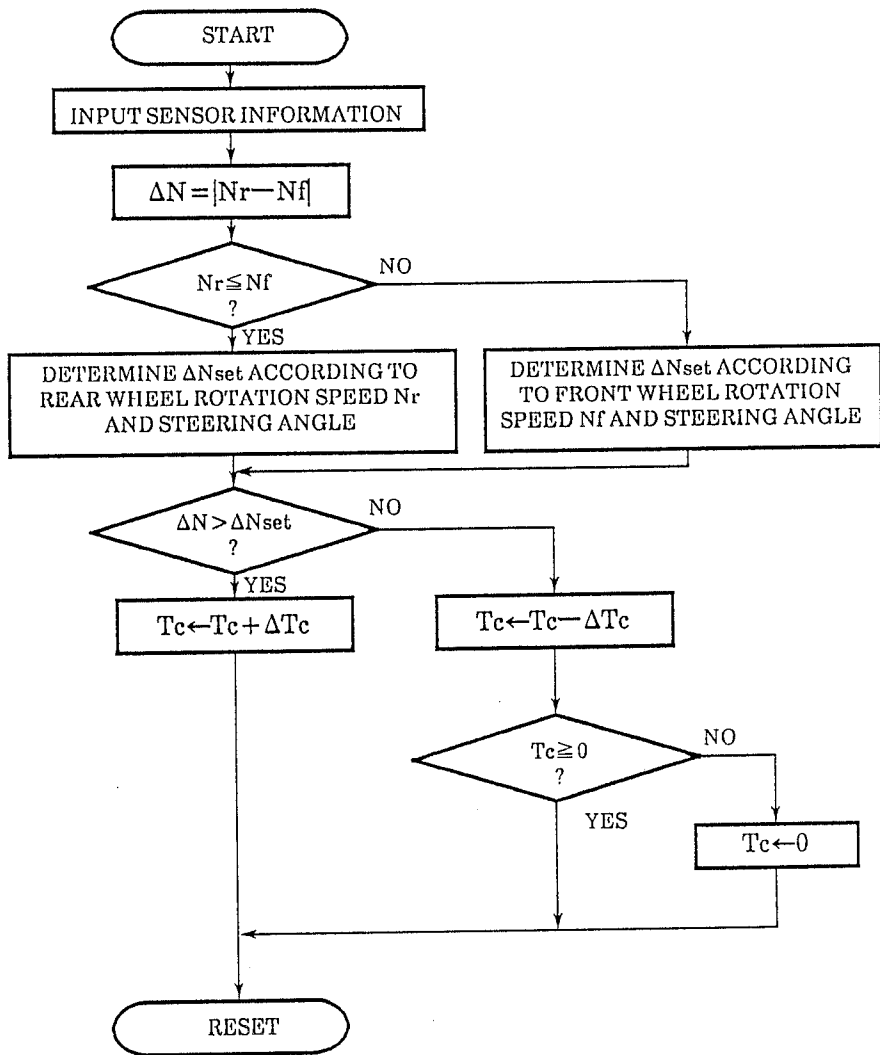 START
INPUT SENSOR INFORMATION
ΔN=|Nr—Nf|
Nr≦Nf
?
NO
YES
DETERMINE ΔNset ACCORDING TO
REAR WHEEL ROTATION SPEED Nr
AND STEERING ANGLE
DETERMINE ΔNset ACCORDING
TO FRONT WHEEL ROTATION
SPEED Nf AND STEERING ANGLE
ΔN>ΔNset
?
NO
YES
Tc←Tc+ΔTc
Tc←Tc—ΔTc
Tc≧0
?
NO
YES
Tc←0
RESET